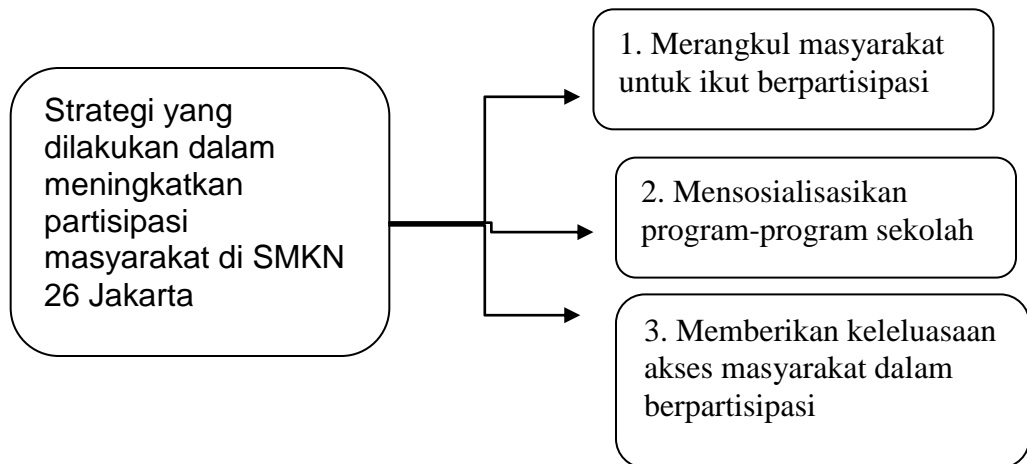 Strategi yang
dilakukan dalam
meningkatkan
partisipasi
masyarakat di SMKN
26 Jakarta
1. Merangkul masyarakat
untuk ikut berpartisipasi
2. Mensosialisasikan
program-program sekolah
3. Memberikan keleluasaan
akses masyarakat dalam
berpartisipasi